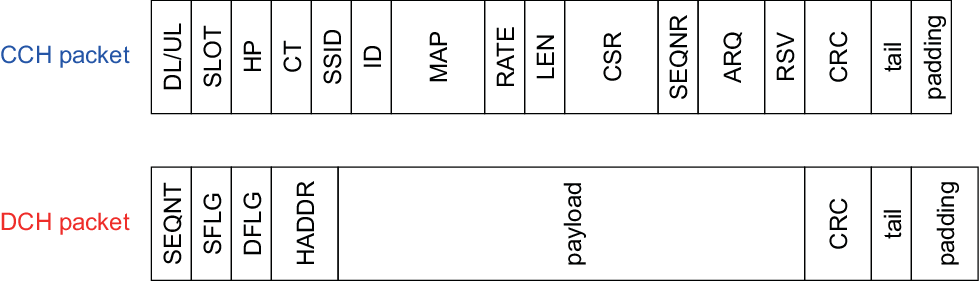 CCH packet DL/UL SLOT HP CT SSID ID MAP RATE LEN CSR SEQNR ARQ RSV CRC tail padding
DCH packet SEQNT SFLG DFLG HADDR payload CRC tail padding